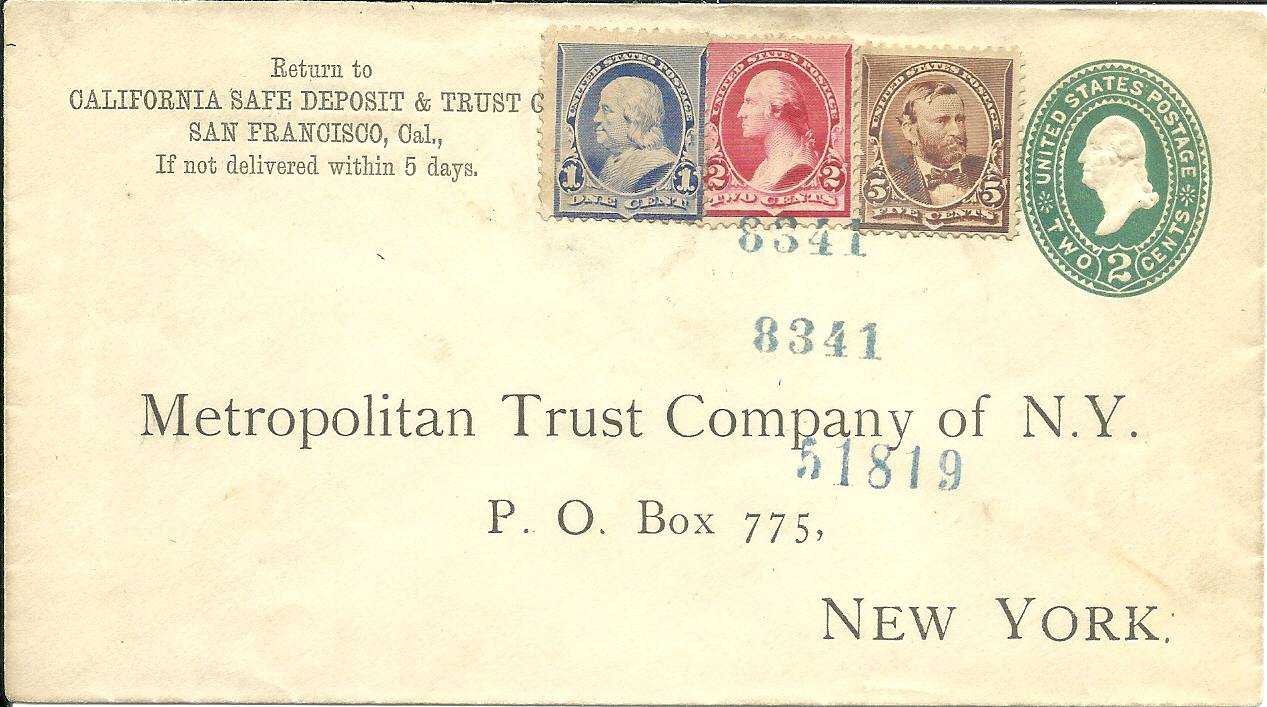 Return to
CALIFORNIA SAFE DEPOSIT & TRUST
SAN FRANCISCO, Cal.,
If not delivered within 5 days.
UNITED STATES POSTAGE
1 1
ONE CENT
UNITED STATES POSTAGE
2 2
TWO CENTS
UNITED STATES POSTAGE
5 5
FIVE CENTS
UNITED STATES POSTAGE
TWO 2 CENTS
8341
8341
Metropolitan Trust Company of N.Y.
51819
P. O. Box 775,
NEW YORK.